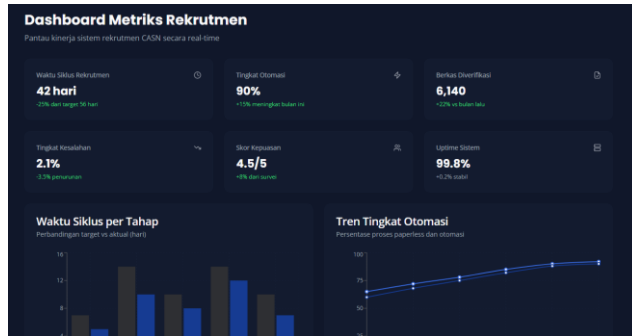 Dashboard Metriks Rekrutmen
Pantau kinerja sistem rekrutmen CASN secara real-time
Waktu Siklus Rekrutmen
42 hari
-25% dari target 56 hari
Tingkat Otomasi
90%
+15% meningkat bulan ini
Berkas Diverifikasi
6,140
+22% vs bulan lalu
Tingkat Kesalahan
2.1%
-3.5% penurunan
Skor Kepuasan
4.5/5
+8% dari survei
Uptime Sistem
99.8%
+0.2% stabil
Waktu Siklus per Tahap
Perbandingan target vs aktual (hari)
16
12
8
4
Tren Tingkat Otomasi
Persentase proses paperless dan otomasi
100
75
50
25